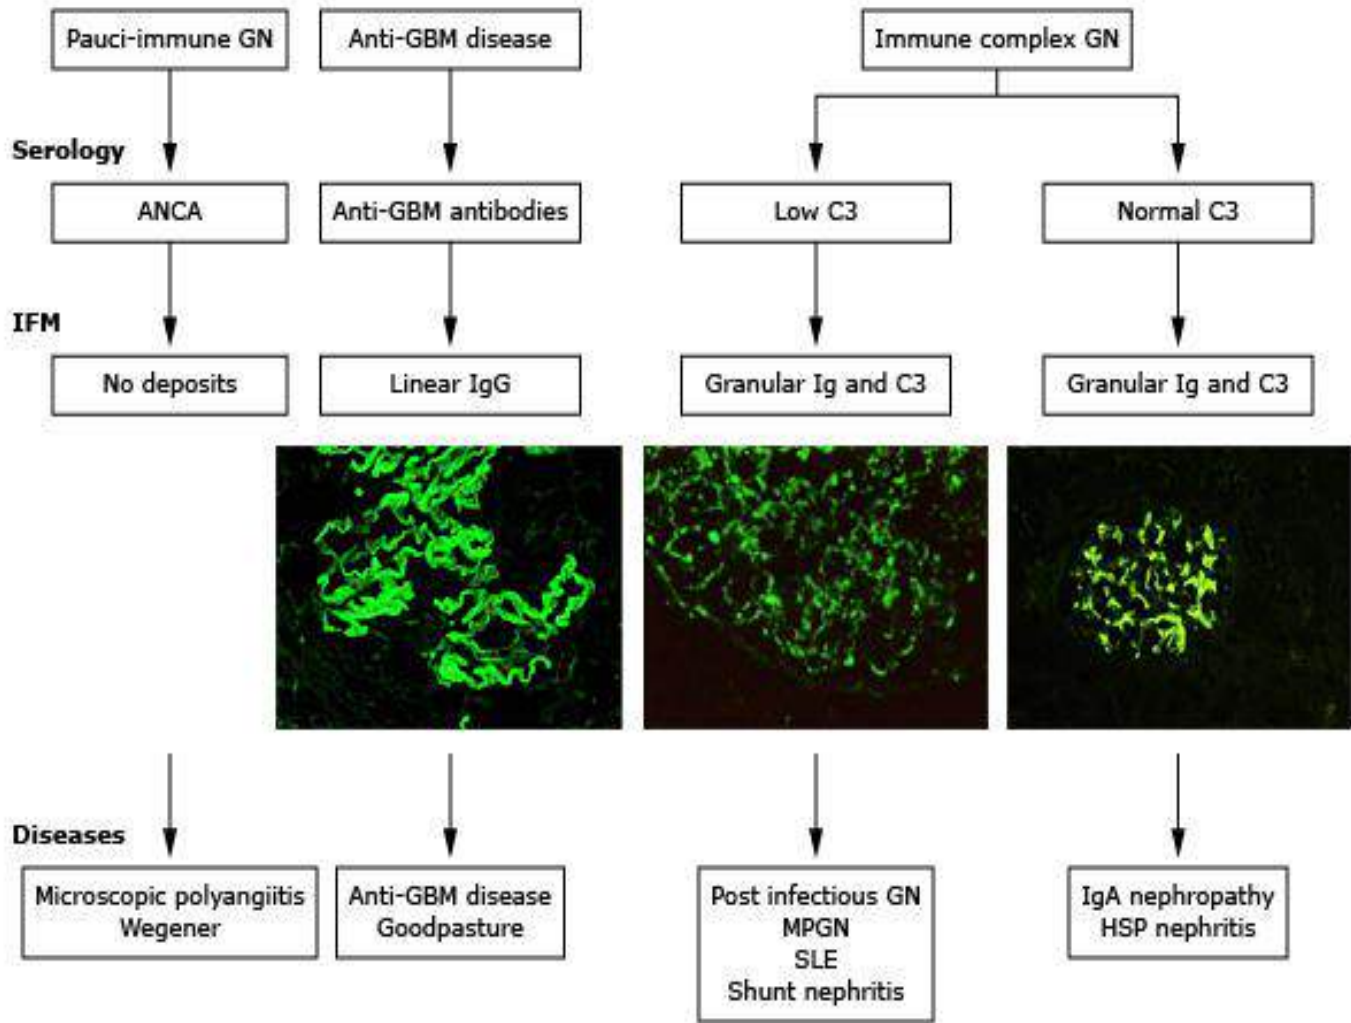 Pauci-immune GN
Anti-GBM disease
Immune complex GN
Serology
ANCA
Anti-GBM antibodies
Low C3
Normal C3
IFM
No deposits
Linear IgG
Granular Ig and C3
Granular Ig and C3
Diseases
Microscopic polyangiitis
Wegener
Anti-GBM disease
Goodpasture
Post infectious GN
MPGN
SLE
Shunt nephritis
IgA nephropathy
HSP nephritis